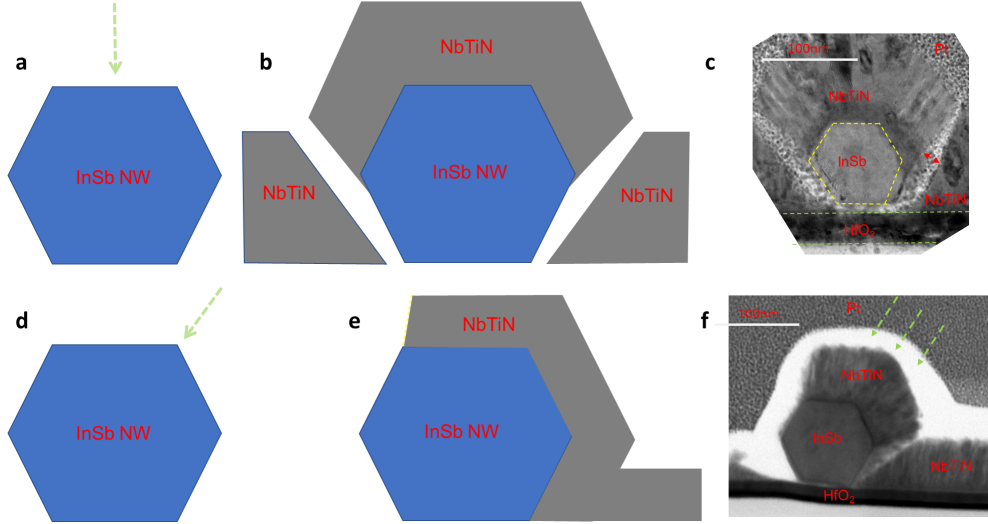 a
InSb NW
b
NbTiN
NbTiN
InSb NW
NbTiN
c
100nm
Pt
NbTiN
InSb
NbTiN
HfO2
d
InSb NW
e
NbTiN
InSb NW
f
Pt
100nm
NbTiN
InSb
NbTiN
HfO₂